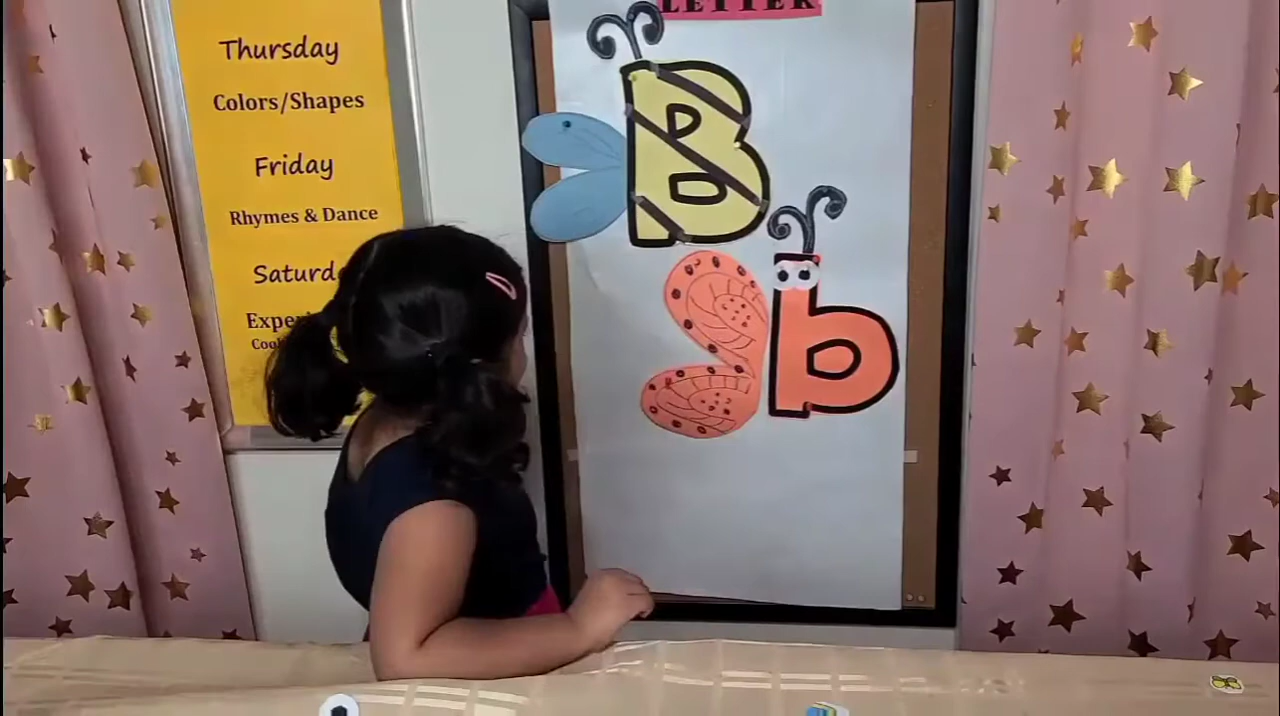 Thursday
Colors/Shapes
Friday
Rhymes & Dance
LETTER
B
b